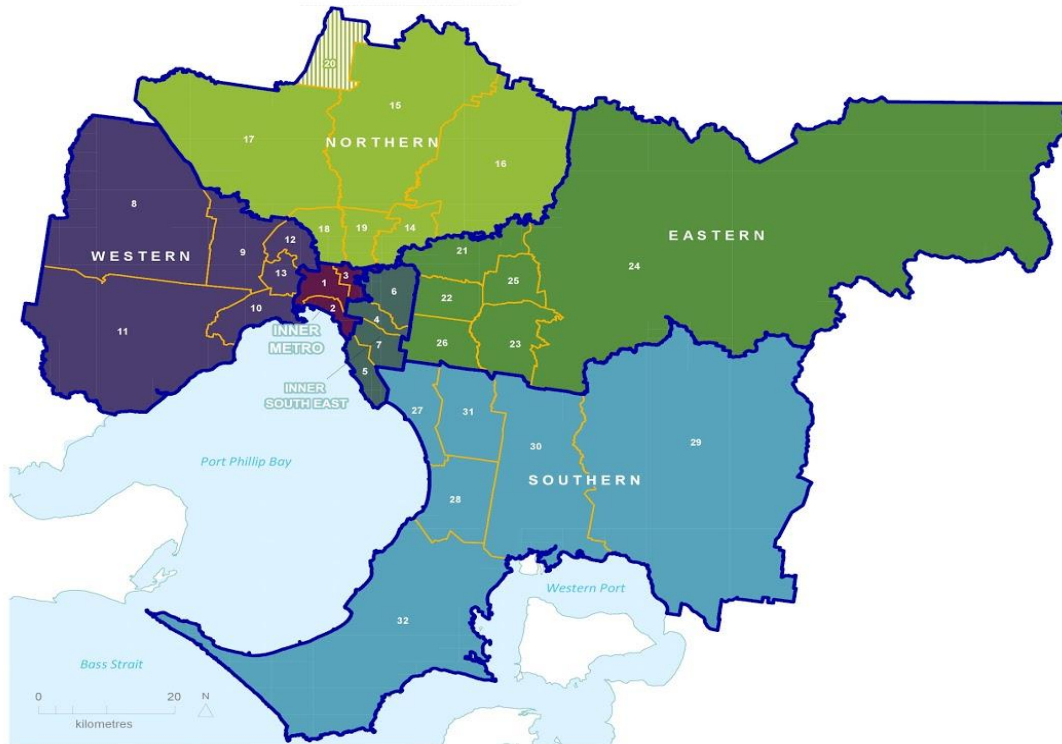 20
15
17
NORTHERN
16
8
18
19
14
12
WESTERN
9
21
EASTERN
24
13
25
1
3
6
22
10
2
4
11
INNER
METRO
7
26
23
5
INNER
SOUTH EAST
27
31
30
29
Port Phillip Bay
SOUTHERN
28
Western Port
32
Bass Strait
0
20
N
kilometres